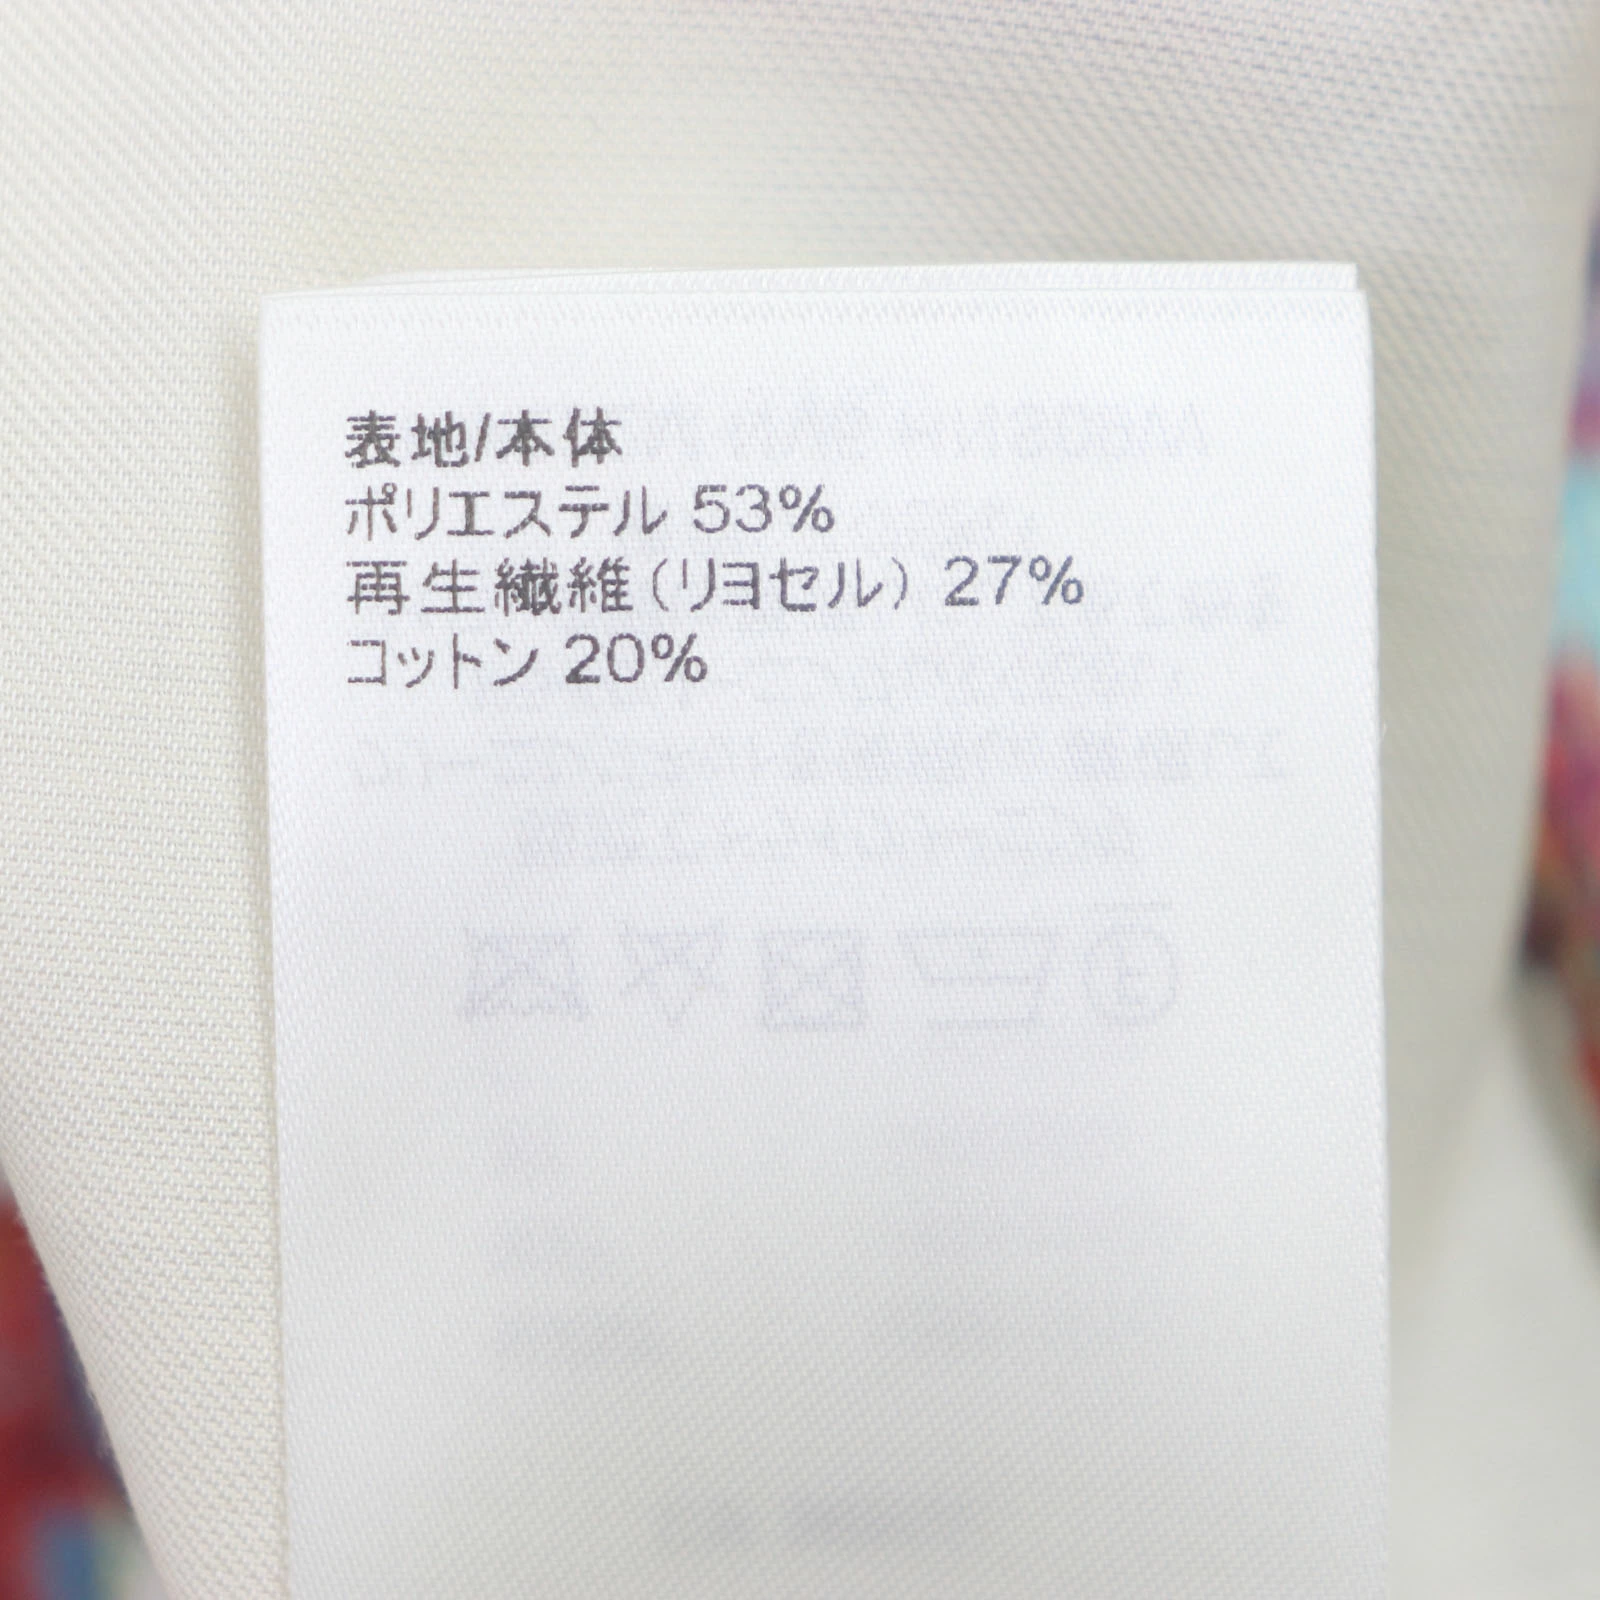 表地/本体
ポリエステル 53%
再生繊維(リヨセル) 27%
コットン 20%